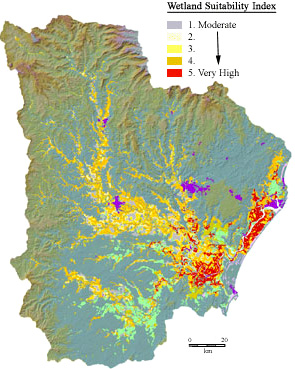 Wetland Suitability Index
1. Moderate
2.
3.
4.
5. Very High
0 20
km